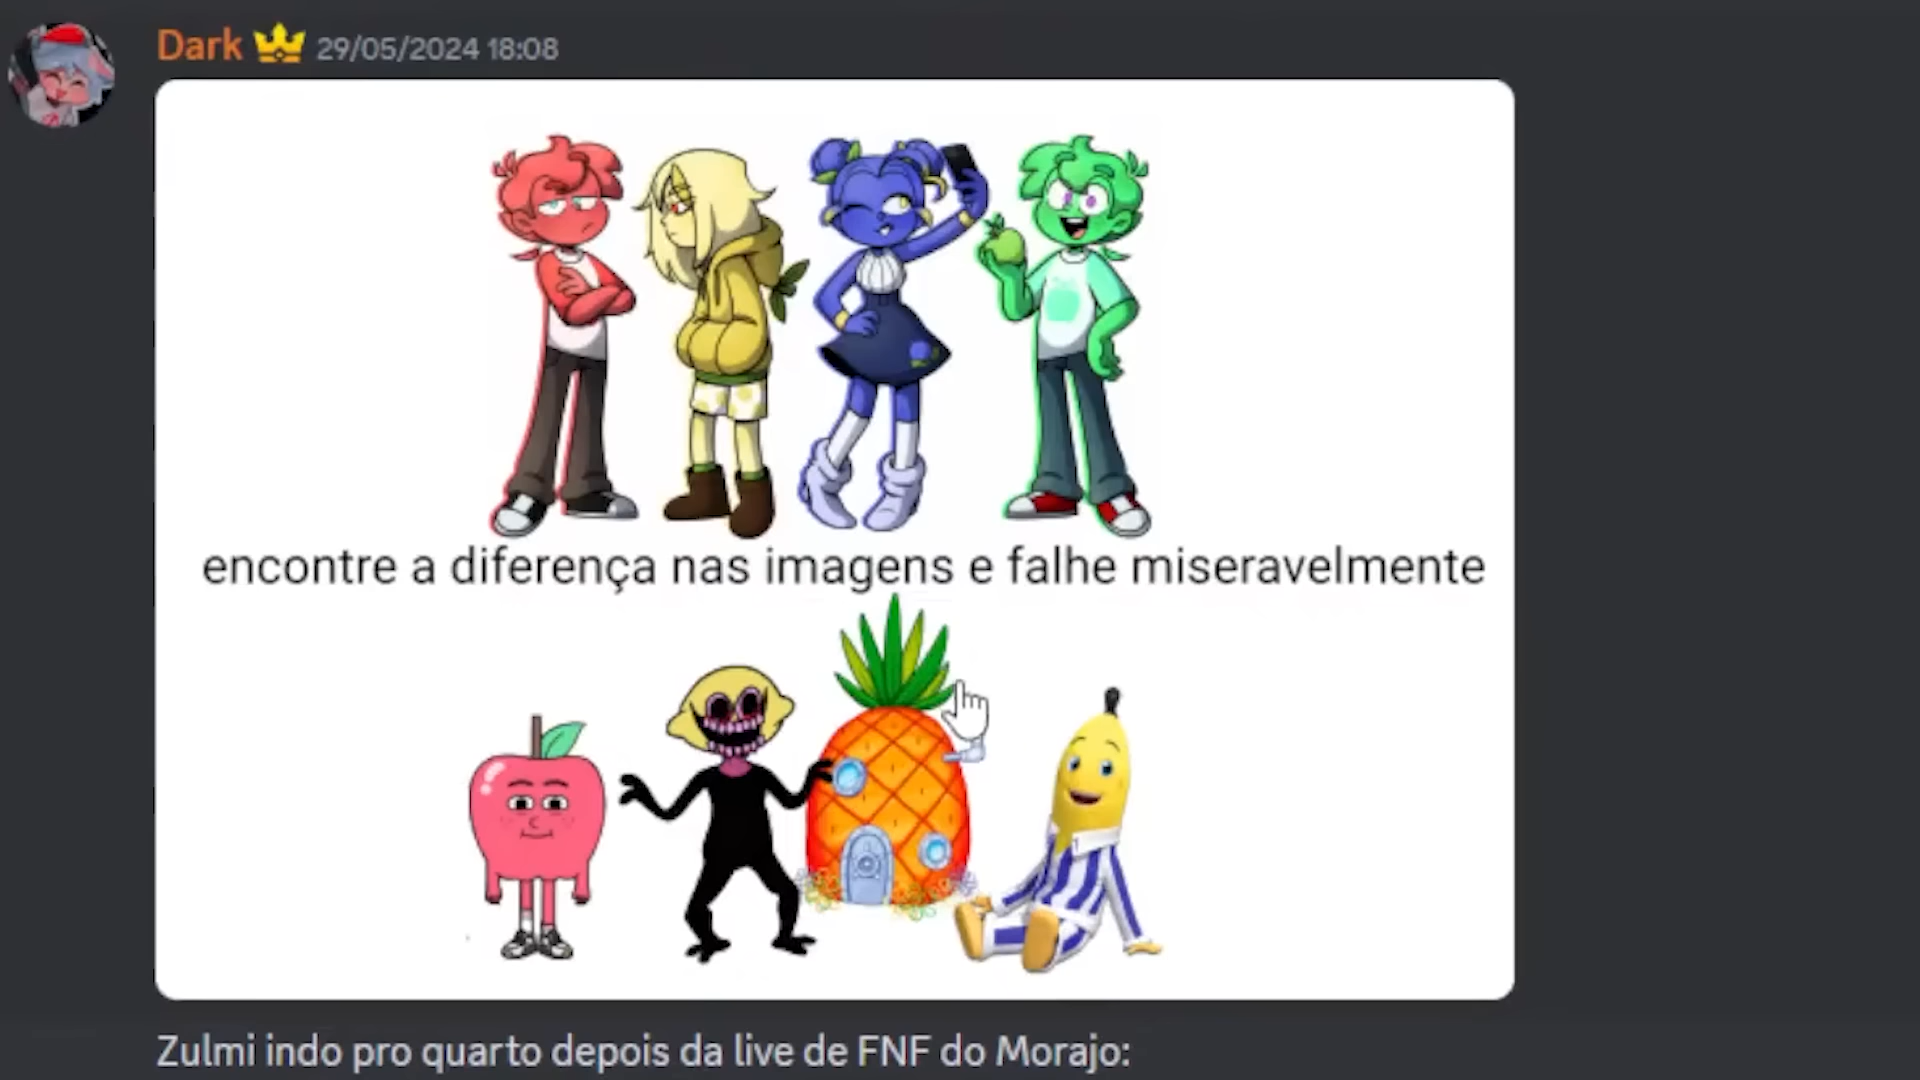 Dark 29/05/2024 18:08
encontre a diferença nas imagens e falhe miseravelmente
Zulmi indo pro quarto depois da live de FNF do Morajo: